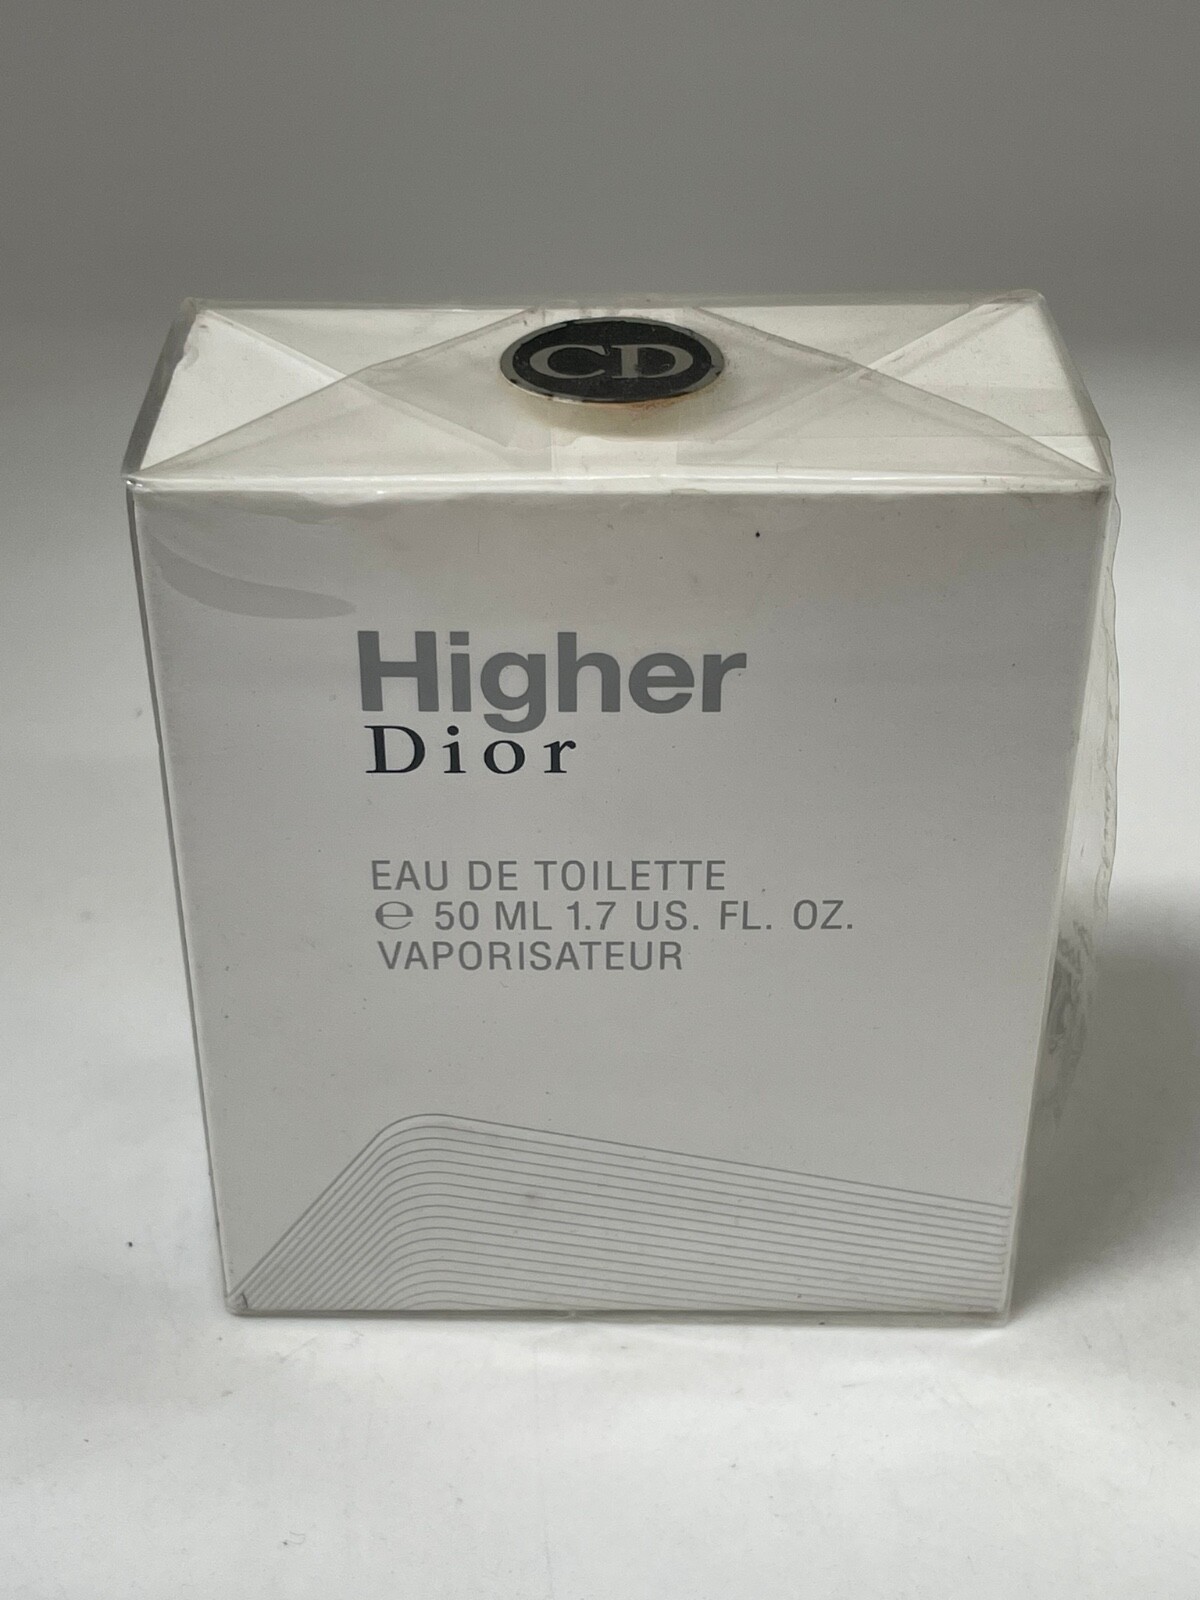 CD
Higher
Dior
EAU DE TOILETTE
℮ 50 ML 1.7 US. FL. OZ.
VAPORISATEUR